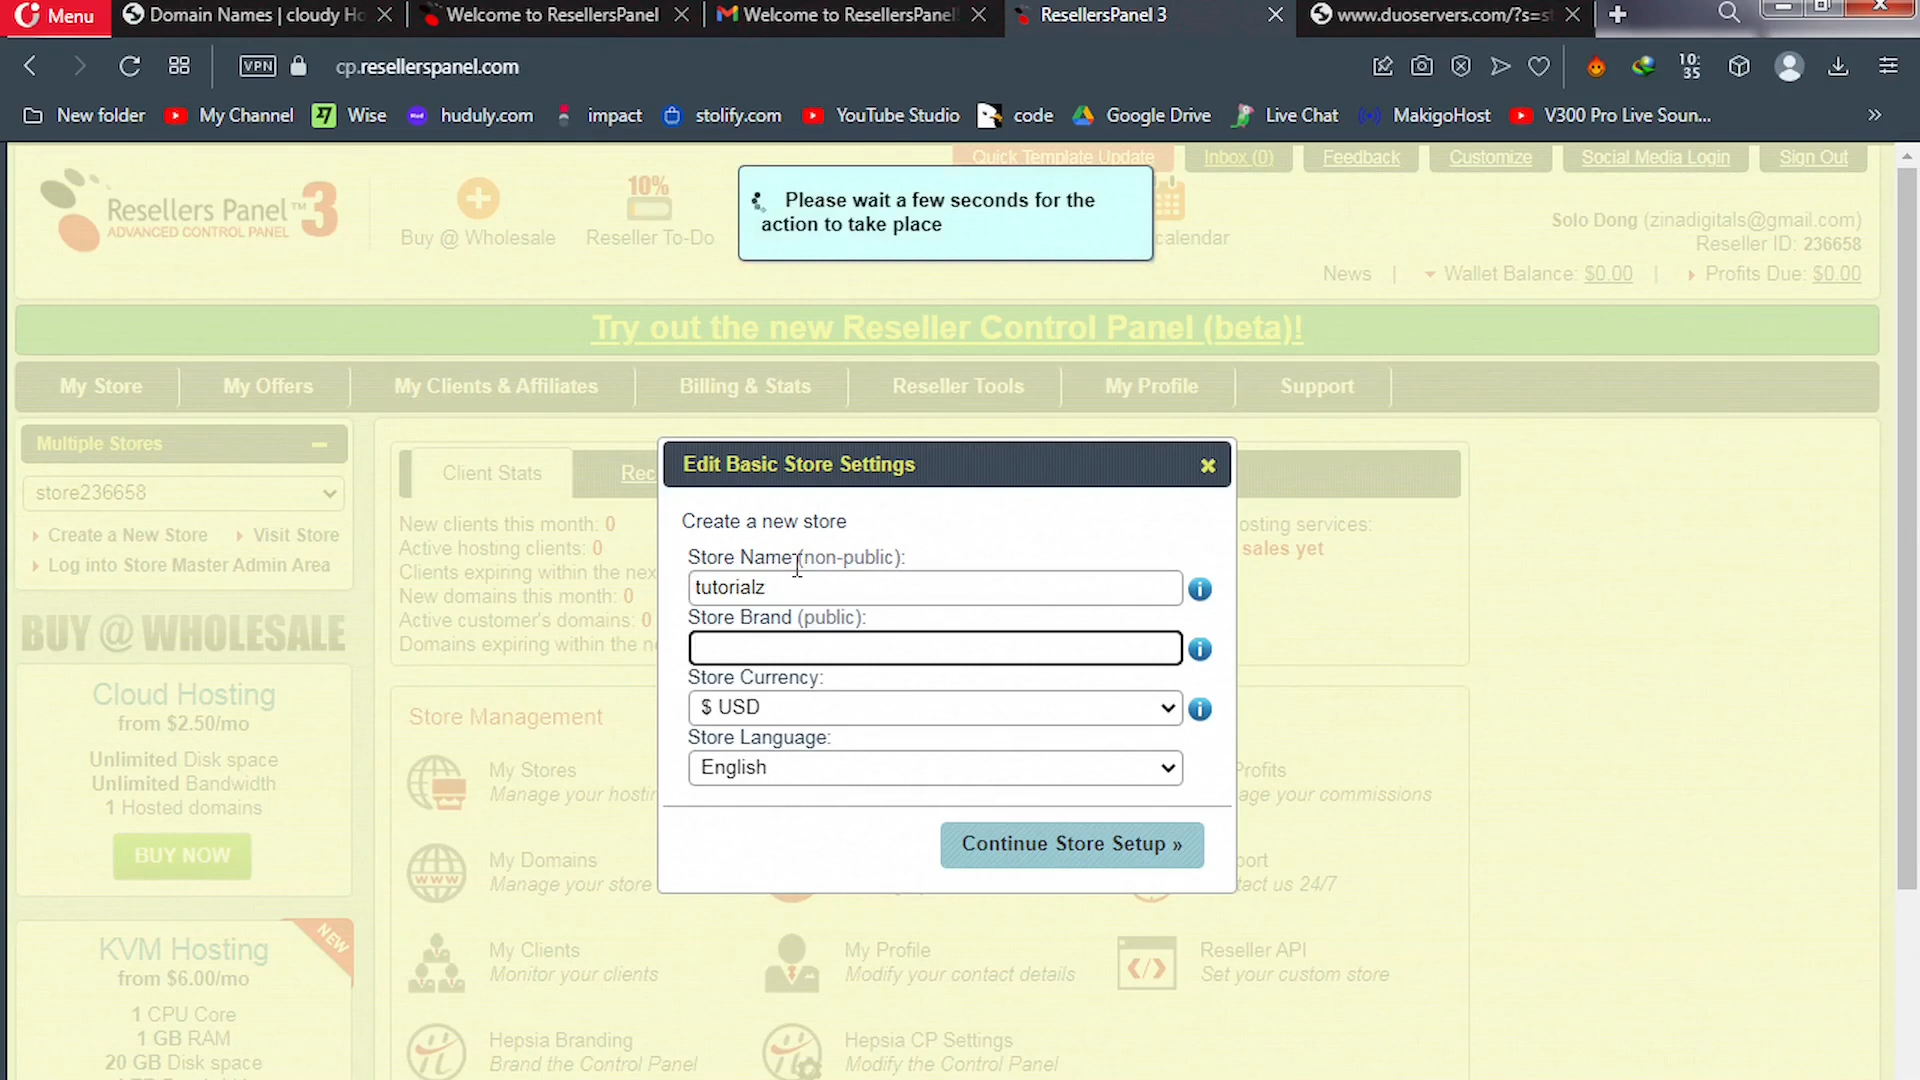 Menu
Domain Names | cloudy Ho
Welcome to ResellersPanel
Welcome to ResellersPanel!
ResellersPanel 3
www.duoservers.com/?s=s
VPN
cp.resellerspanel.com
10:
35
New folder
My Channel
Wise
huduly.com
impact
stolify.com
YouTube Studio
code
Google Drive
Live Chat
MakigoHost
V300 Pro Live Soun...
Quick Template Update
Inbox (0)
Feedback
Customize
Social Media Login
Sign Out
Resellers Panel™3
ADVANCED CONTROL PANEL
Buy @ Wholesale
10%
Reseller To-Do
calendar
Please wait a few seconds for the
action to take place
Solo Dong (zinadigitals@gmail.com)
Reseller ID: 236658
News | Wallet Balance: $0.00 | Profits Due: $0.00
Try out the new Reseller Control Panel (beta)!
My Store
My Offers
My Clients & Affiliates
Billing & Stats
Reseller Tools
My Profile
Support
Multiple Stores
store236658
Create a New Store
Visit Store
Log into Store Master Admin Area
BUY @ WHOLESALE
Cloud Hosting
from $2.50/mo
Unlimited Disk space
Unlimited Bandwidth
1 Hosted domains
BUY NOW
KVM Hosting
from $6.00/mo
NEW
1 CPU Core
1 GB RAM
20 GB Disk space
Client Stats
Rec
New clients this month: 0
Active hosting clients: 0
Clients expiring within the nex
New domains this month: 0
Active customer's domains: 0
Domains expiring within the ne
osting services:
sales yet
Edit Basic Store Settings
Create a new store
Store Name (non-public):
tutorialz
Store Brand (public):
Store Currency:
$ USD
Store Language:
English
Continue Store Setup »
Store Management
My Stores
Manage your hostin
Profits
age your commissions
My Domains
Manage your store
port
tact us 24/7
My Clients
Monitor your clients
My Profile
Modify your contact details
Reseller API
Set your custom store
Hepsia Branding
Brand the Control Panel
Hepsia CP Settings
Modify the Control Panel